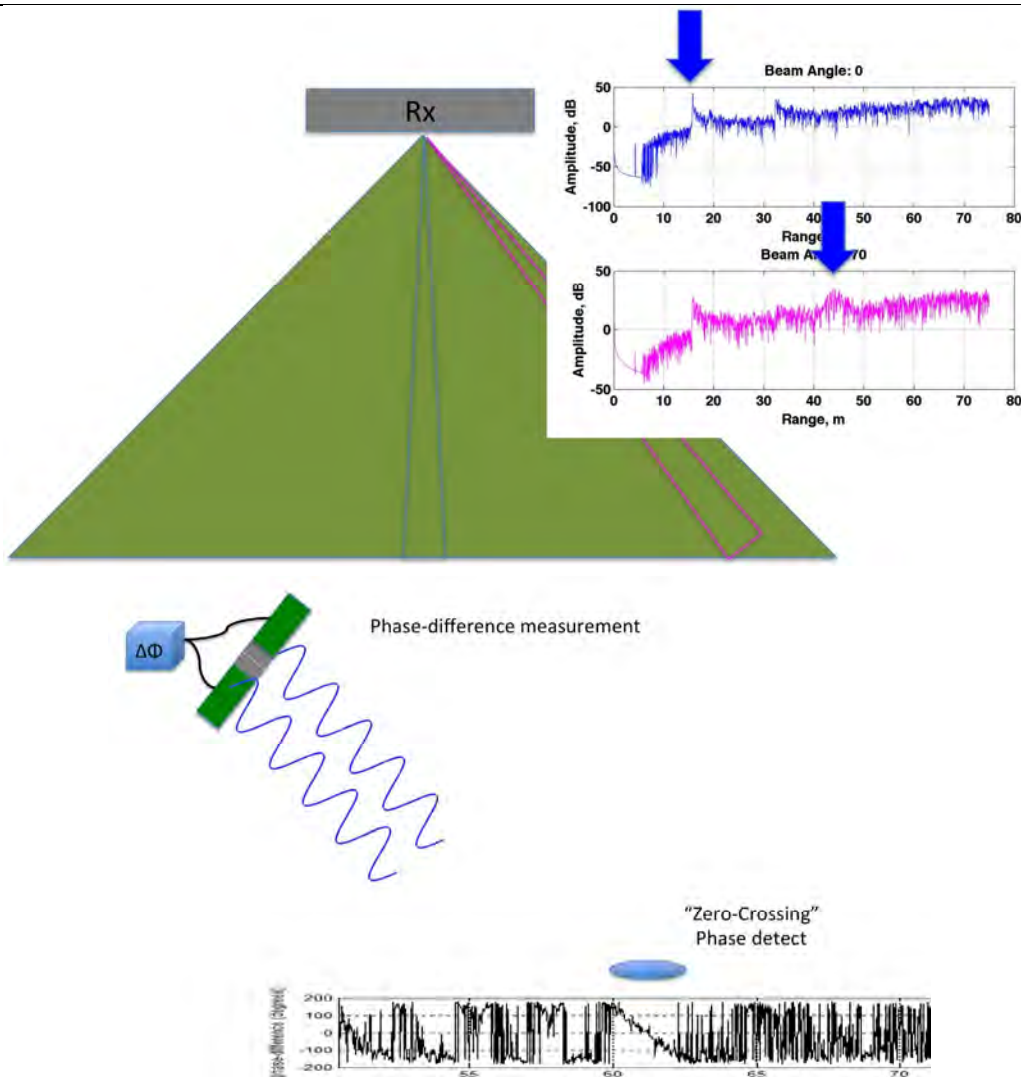 Rx
Beam Angle: 0
Amplitude, dB
50
0
-50
-100
0 10 20 30 40 50 60 70 80
Range,
Beam A 70
Amplitude, dB
50
0
-50
0 10 20 30 40 50 60 70 80
Range, m
ΔΦ
Phase-difference measurement
"Zero-Crossing"
Phase detect
200
100
0
-100
-200
55 60 65 70